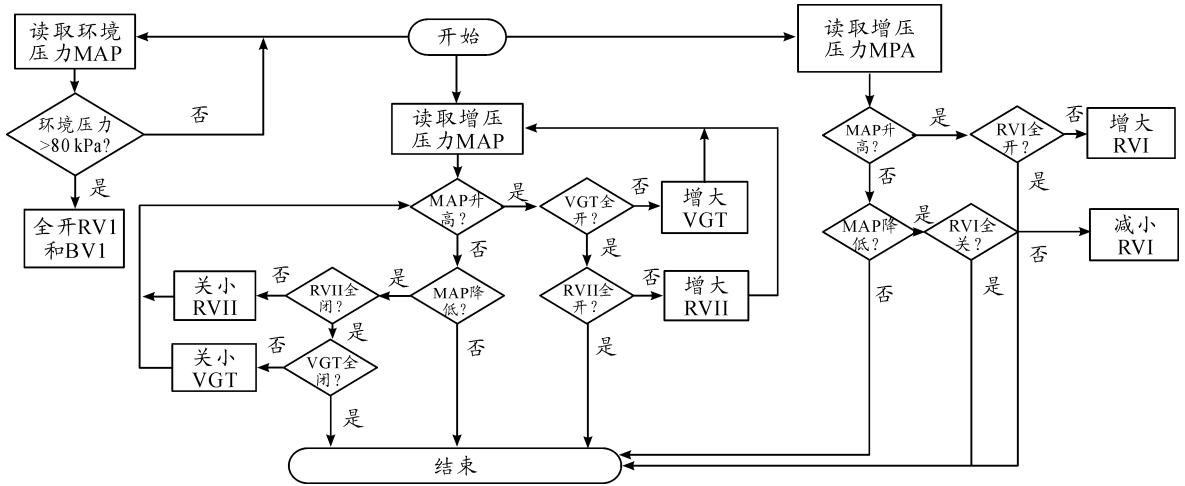 读取环境
压力MAP
环境压力
>80 kPa?
否
是
全开RV1
和BV1
开始
读取增压
压力MAP
MAP升
高?
是
否
VGT全
开?
否
是
增大
VGT
MAP降
低?
是
否
RVII全
开?
否
是
增大
RVII
RVII全
闭?
否
是
关小
RVII
VGT全
闭?
否
是
关小
VGT
读取增压
压力MPA
MAP升
高?
是
否
RVI全
开?
否
是
增大
RVI
MAP降
低?
是
否
RVI全
关?
否
是
减小
RVI
结束